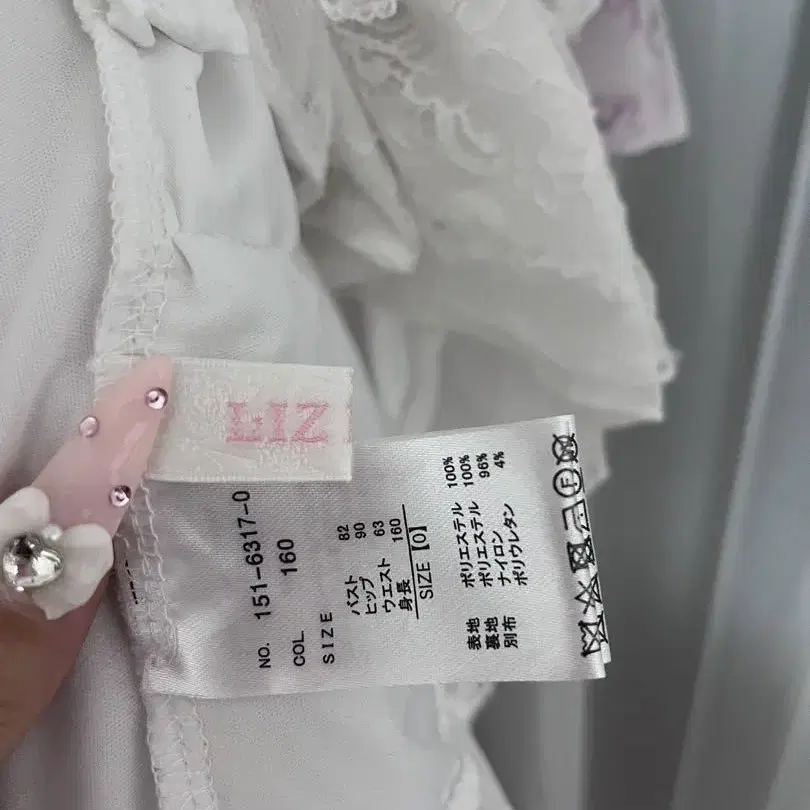 LIZ
NO. 151-6317-0
COL. 160
SIZE
バスト 82
ヒップ 90
ウエスト 63
身長 160
SIZE【0】
表地 ポリエステル 100%
裏地 ポリエステル 100%
別布 ナイロン 96%
ポリウレタン 4%